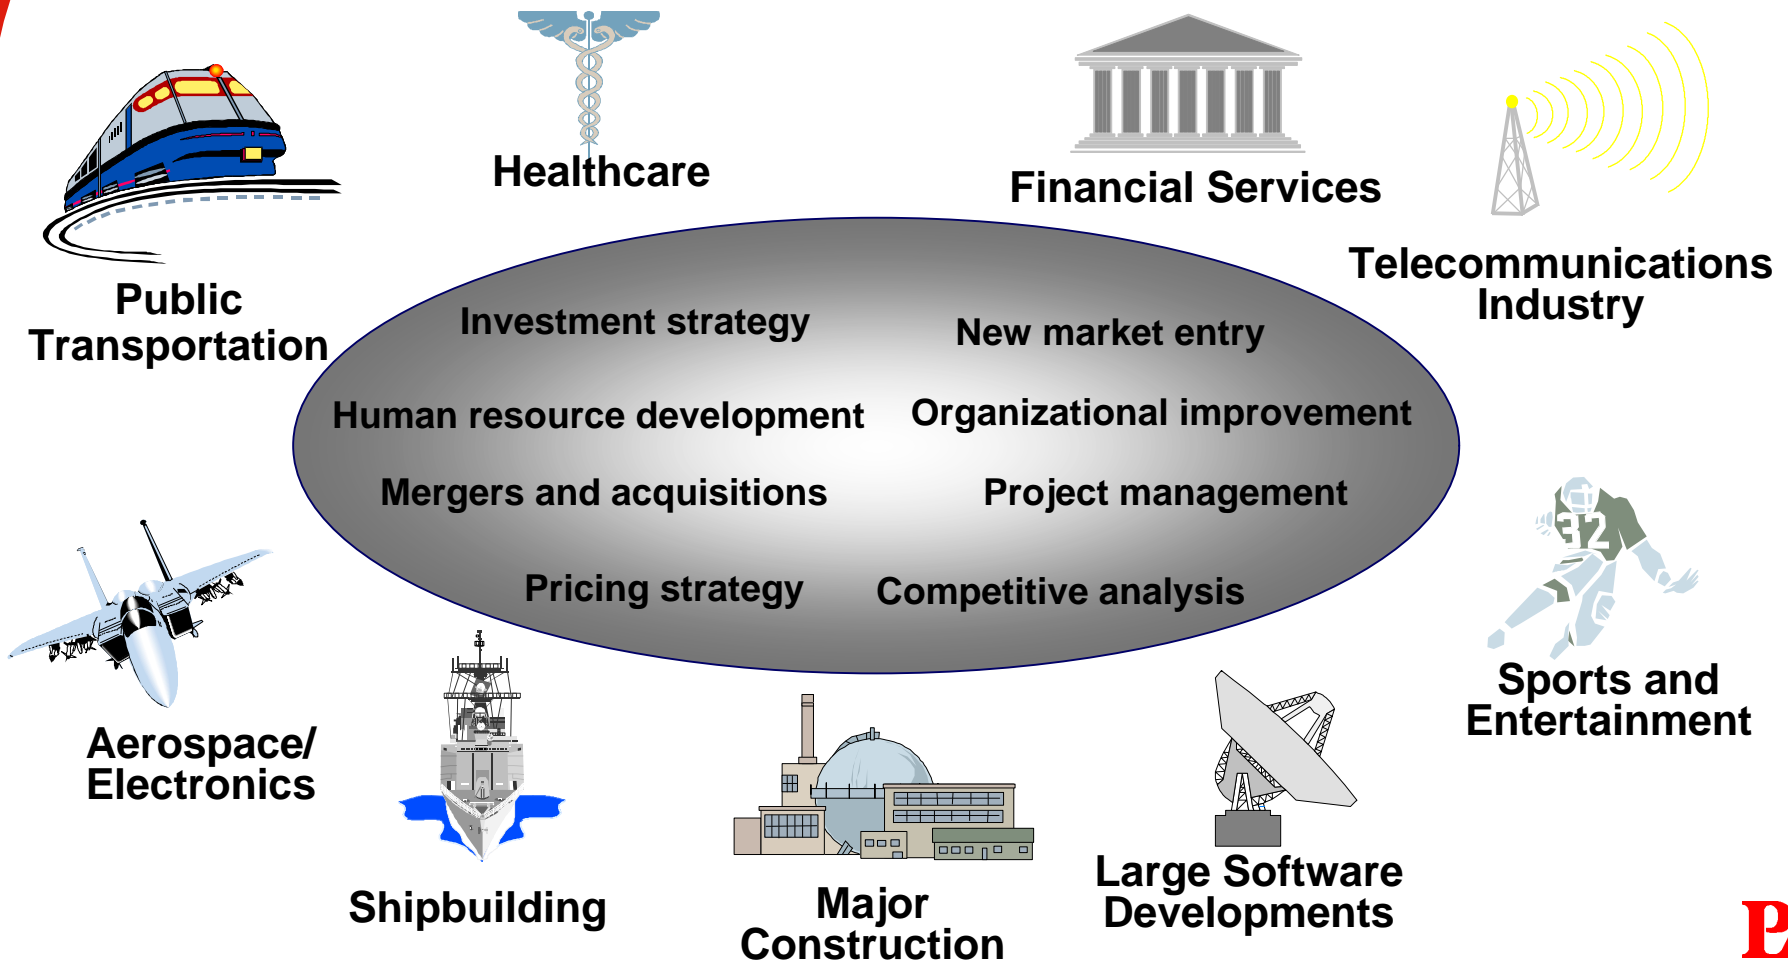 Healthcare
Financial Services
Telecommunications
Industry
Public
Transportation
Investment strategy
New market entry
Human resource development
Organizational improvement
Mergers and acquisitions
Project management
Pricing strategy
Competitive analysis
32
Sports and
Entertainment
Aerospace/
Electronics
Shipbuilding
Major
Construction
Large Software
Developments